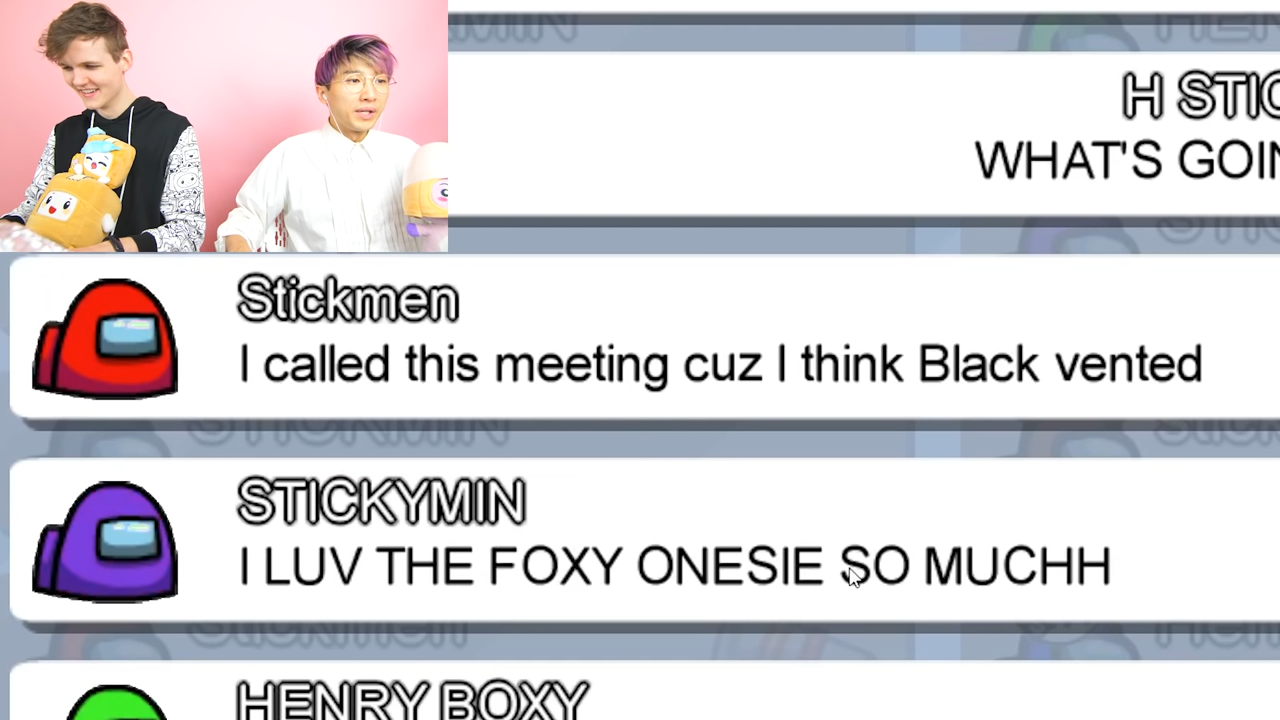 H STIC
WHAT'S GOIN
Stickmen
I called this meeting cuz I think Black vented
STICKYMIN
I LUV THE FOXY ONESIE SO MUCHH
HENRY BOXY